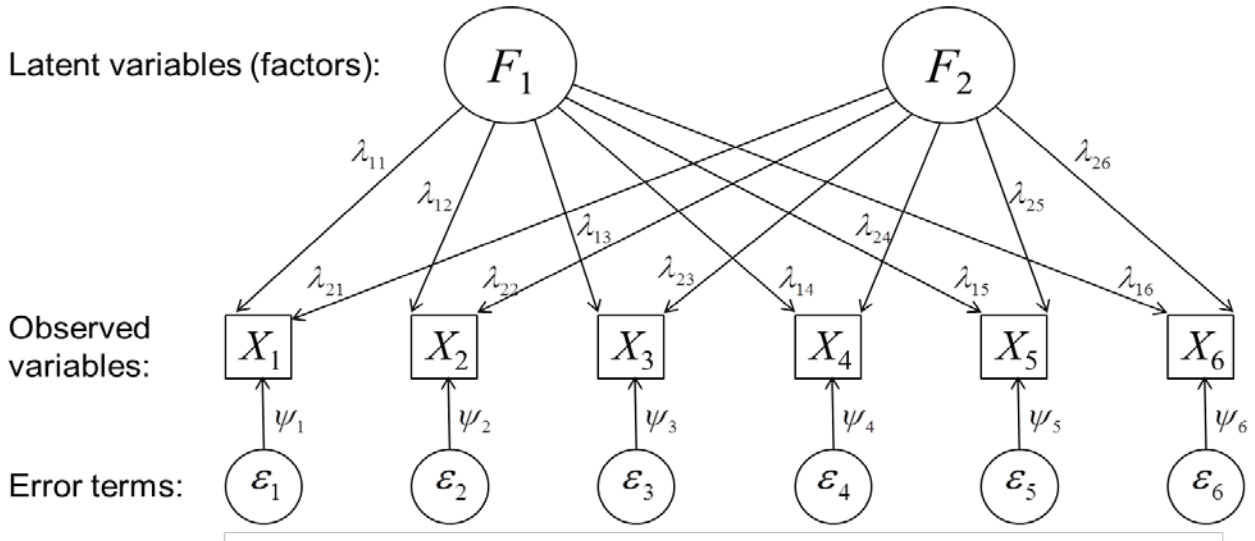 Latent variables (factors): F₁ F₂
λ₁₁ λ₂₆
λ₁₂ λ₂₅
λ₁₃ λ₂₄
λ₂₁ λ₂₂ λ₂₃ λ₁₄ λ₁₅ λ₁₆
Observed
variables:
X₁ X₂ X₃ X₄ X₅ X₆
ψ₁ ψ₂ ψ₃ ψ₄ ψ₅ ψ₆
Error terms: ε₁ ε₂ ε₃ ε₄ ε₅ ε₆